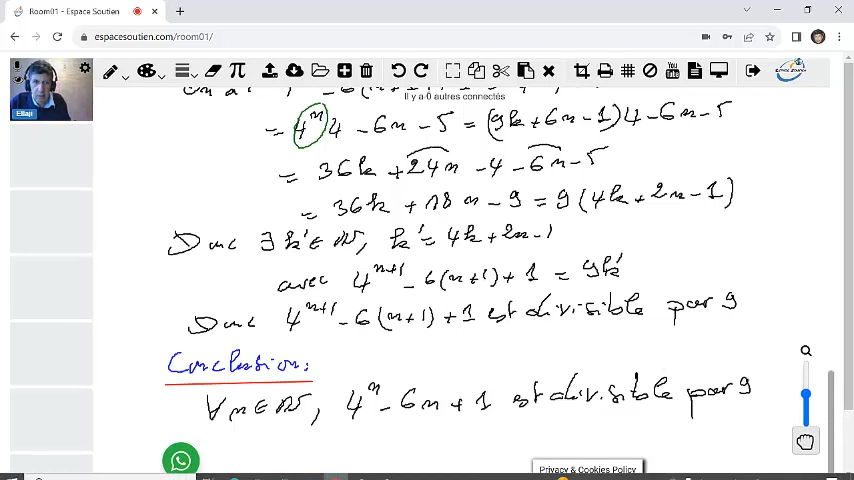 Room01 - Espace Soutien
espacesoutien.com/room01/
Il y a 0 autres connectés
Ellaji
= 4ⁿ4 - 6n - 5 = (9k + 6n - 1)4 - 6n - 5
= 36k + 24n - 4 - 6n - 5
= 36k + 18n - 9 = 9(4k + 2n - 1)
Donc ∃k'∈ℕ, k' = 4k + 2n - 1
avec 4ⁿ⁺¹ - 6(n+1) + 1 = 9k'
Donc 4ⁿ⁺¹ - 6(n+1) + 1 est divisible par 9
Conclusion:
∀n∈ℕ, 4ⁿ - 6n + 1 est divisible par 9
Privacy & Cookies Policy